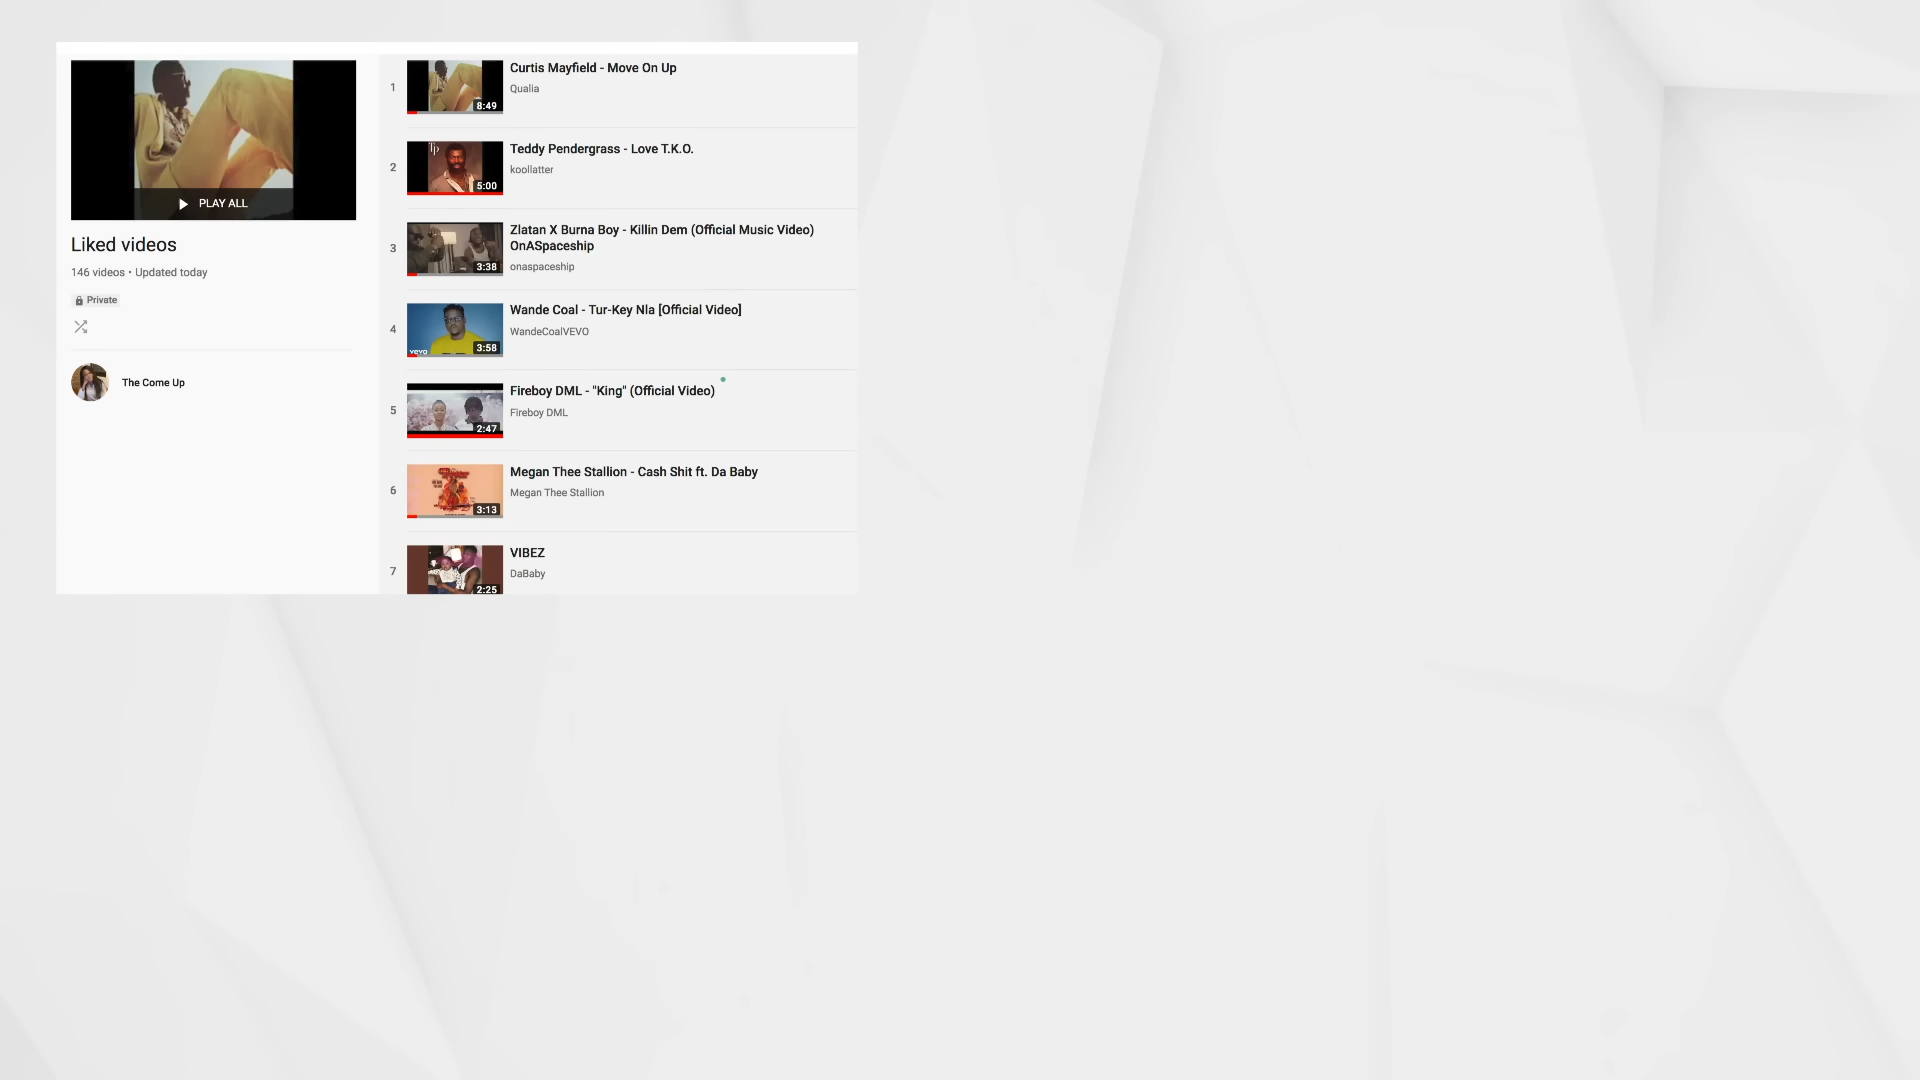 PLAY ALL
Liked videos
146 videos • Updated today
Private
The Come Up
1
8:49
Curtis Mayfield - Move On Up
Qualia
2
TP
5:00
Teddy Pendergrass - Love T.K.O.
koollatter
3
3:38
Zlatan X Burna Boy - Killin Dem (Official Music Video)
OnASpaceship
onaspaceship
4
vevo
3:58
Wande Coal - Tur-Key Nla [Official Video]
WandeCoalVEVO
5
2:47
Fireboy DML - "King" (Official Video)
Fireboy DML
6
3:13
Megan Thee Stallion - Cash Shit ft. Da Baby
Megan Thee Stallion
7
2:25
VIBEZ
DaBaby